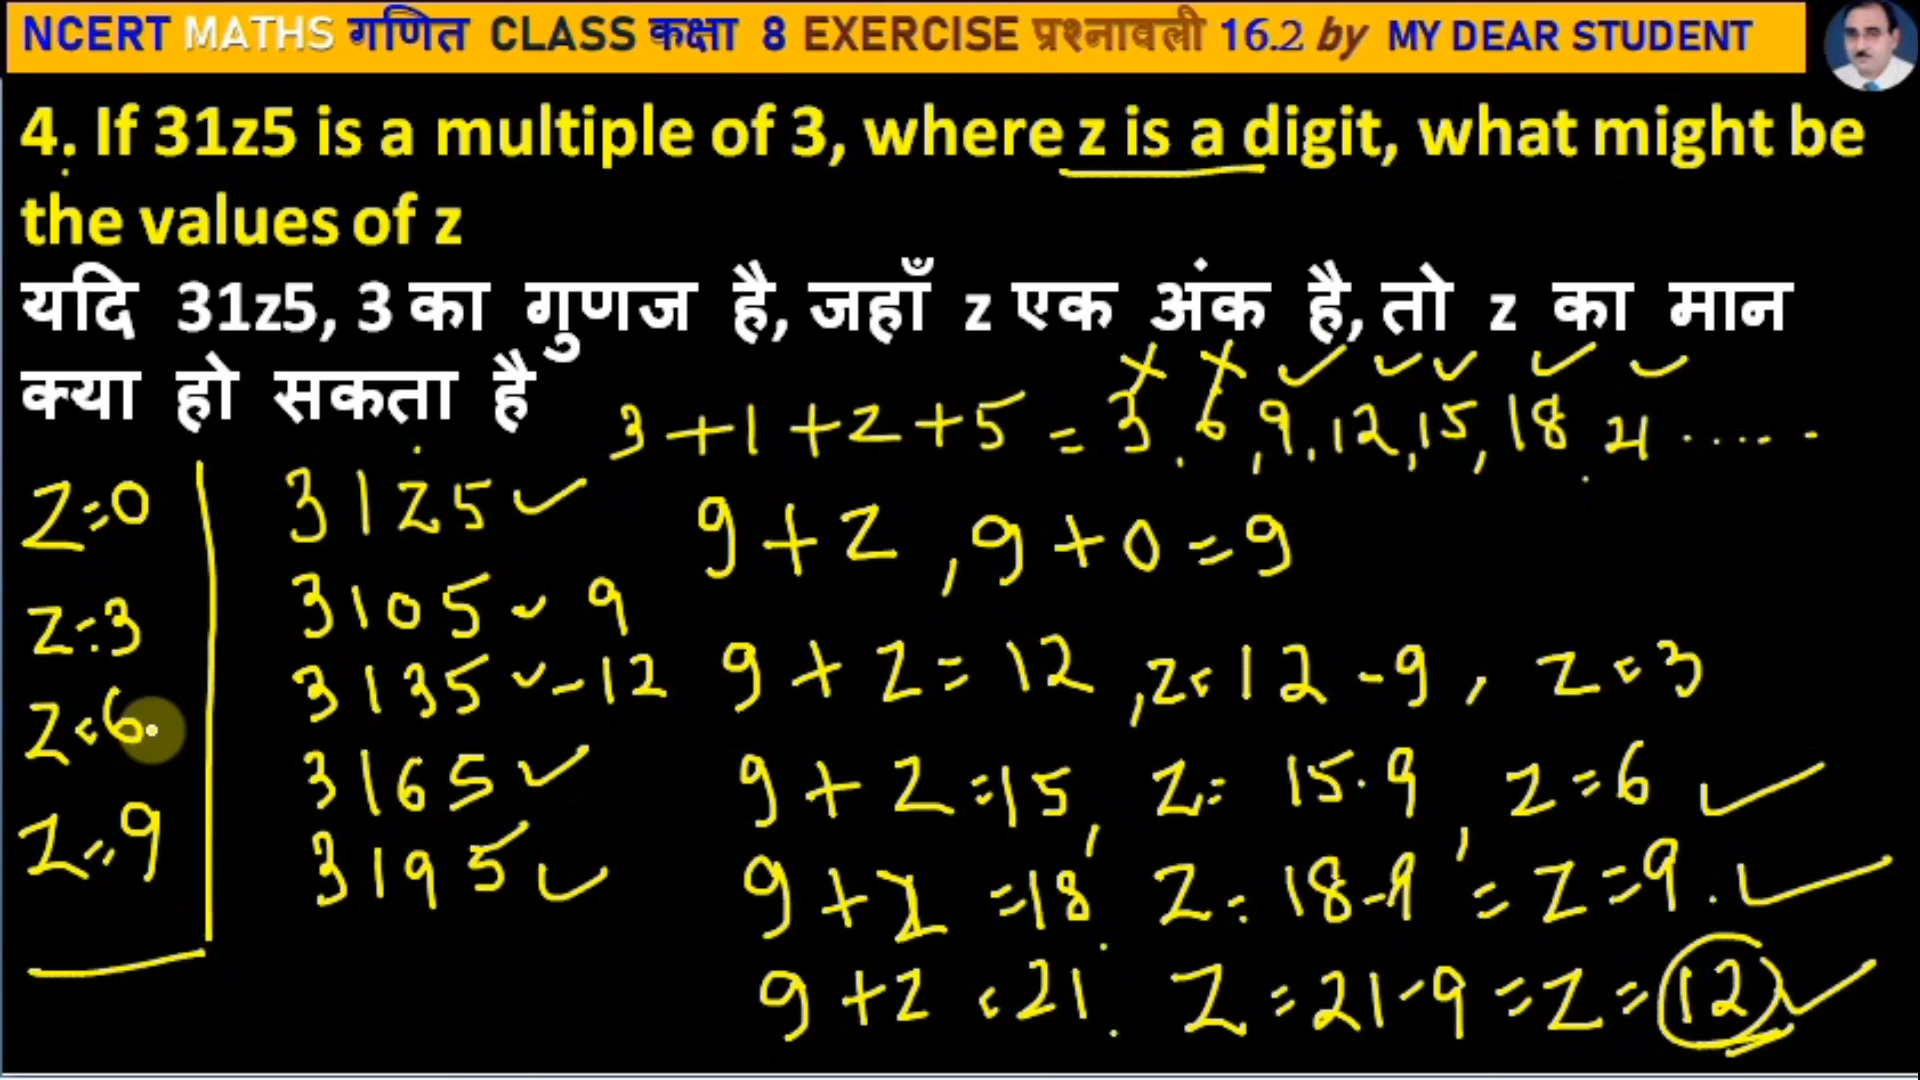 NCERT MATHS गणित CLASS कक्षा 8 EXERCISE प्रश्नावली 16.2 by MY DEAR STUDENT
4. If 31z5 is a multiple of 3, where z is a digit, what might be
the values of z
यदि 31z5, 3 का गुणज है, जहाँ z एक अंक है, तो z का मान
क्या हो सकता है
3+1+z+5 = 3, 6, 9, 12, 15, 18, 21 ......
z=0
31z5 ✓
9+z, 9+0=9
z=3
3105 ✓ 9
3135 ✓ -12
9+z=12, z=12-9, z=3
z=6
3165 ✓
9+z=15, z=15-9, z=6 ✓
z=9
3195 ✓
9+z=18, z=18-9 = z=9. ✓
9+z=21. z=21-9=z=12 ✓